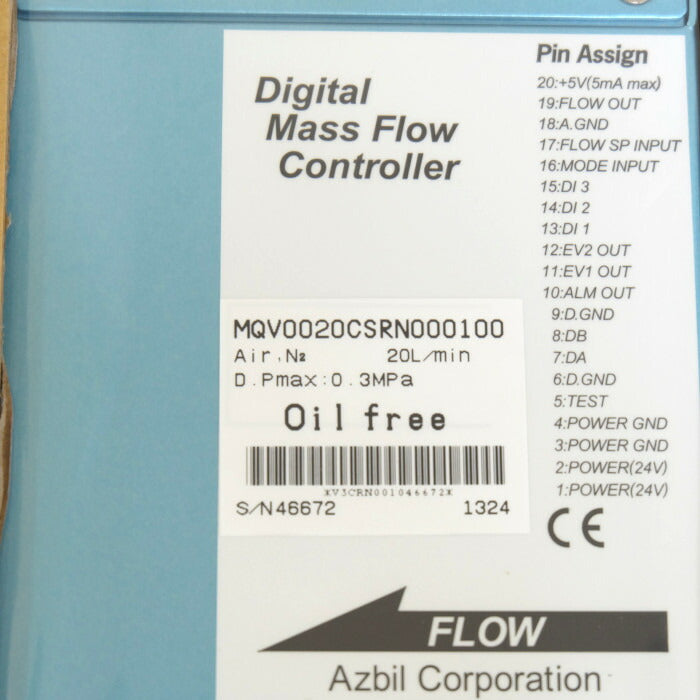 Digital
Mass Flow
Controller
Pin Assign
20:+5V(5mA max)
19:FLOW OUT
18:A.GND
17:FLOW SP INPUT
16:MODE INPUT
15:DI 3
14:DI 2
13:DI 1
12:EV2 OUT
11:EV1 OUT
10:ALM OUT
9:D.GND
8:DB
7:DA
6:D.GND
5:TEST
4:POWER GND
3:POWER GND
2:POWER(24V)
1:POWER(24V)
CE
MQV0020CSRN000100
Air,N₂ 20L/min
D.Pmax:0.3MPa
Oil free
XV3CRN001046672X
S/N46672 1324
FLOW
Azbil Corporation